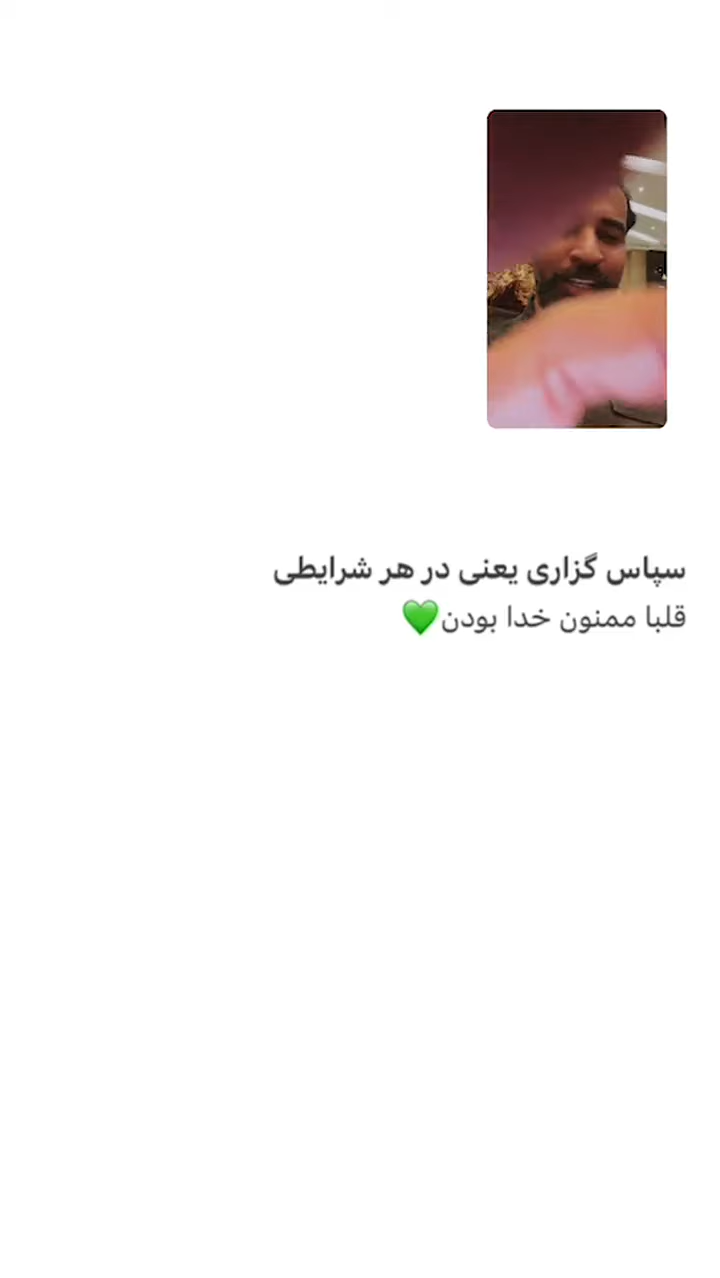 سپاس گزاری یعنی در هر شرایطی
قلبا ممنون خدا بودن💚